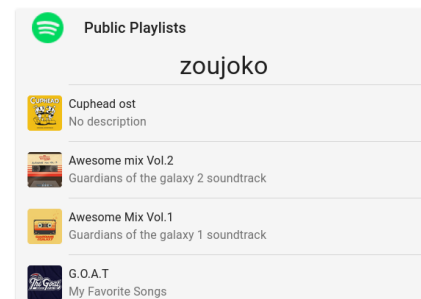 Public Playlists
zoujoko
Cuphead ost
No description
Awesome mix Vol.2
Guardians of the galaxy 2 soundtrack
Awesome Mix Vol.1
Guardians of the galaxy 1 soundtrack
G.O.A.T
My Favorite Songs